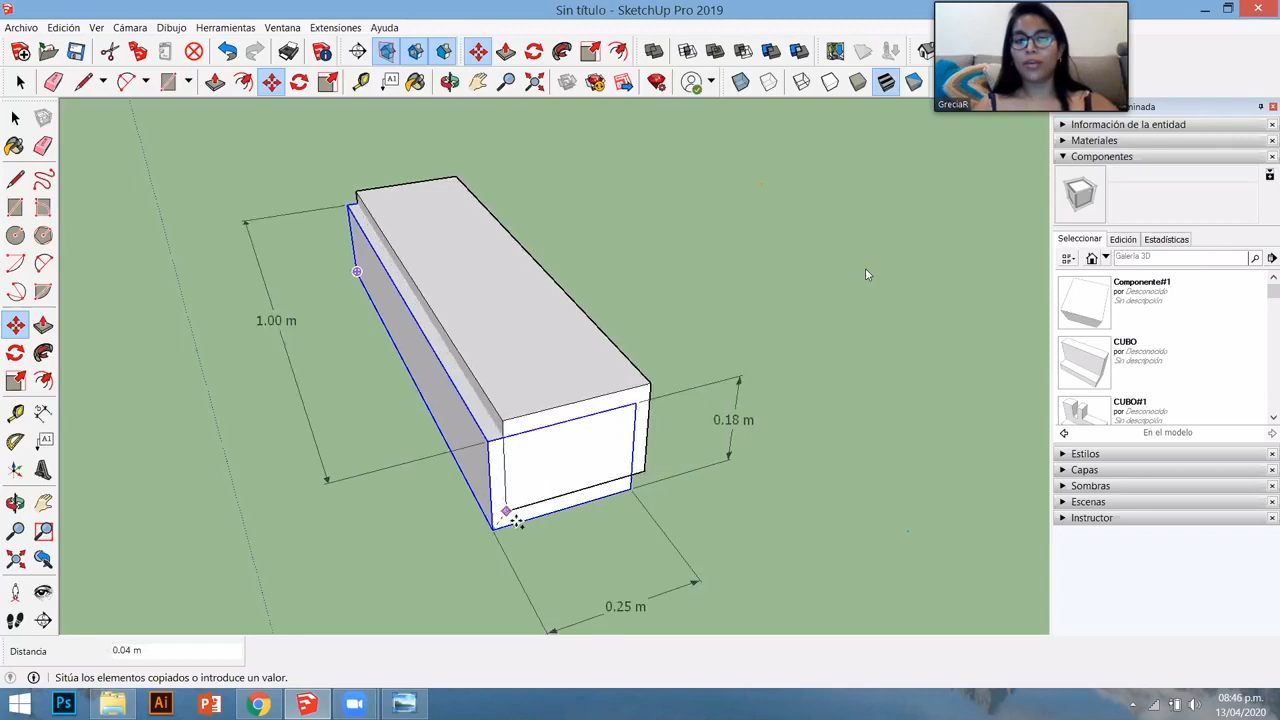 Sin título - SketchUp Pro 2019
Archivo Edición Ver Cámara Dibujo Herramientas Ventana Extensiones Ayuda
GreciaR
Información de la entidad
Materiales
Componentes
Seleccionar Edición Estadísticas
Galería 3D
Componente#1
por Desconocido
Sin descripción
CUBO
por Desconocido
Sin descripción
CUBO#1
por Desconocido
En el modelo
Estilos
Capas
Sombras
Escenas
Instructor
1.00 m
0.18 m
0.25 m
Distancia 0.04 m
Sitúa los elementos copiados o introduce un valor.
Ps Ai
08:46 p.m.
13/04/2020